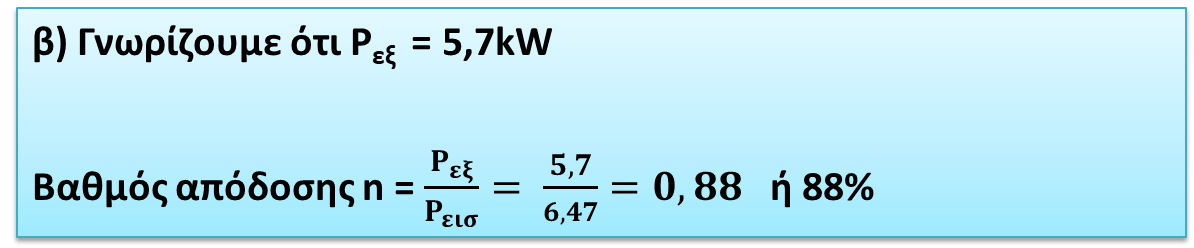 β) Γνωρίζουμε ότι Pεξ = 5,7kW
Βαθμός απόδοσης n = Pεξ/Pεισ = 5,7/6,47 = 0,88 ή 88%